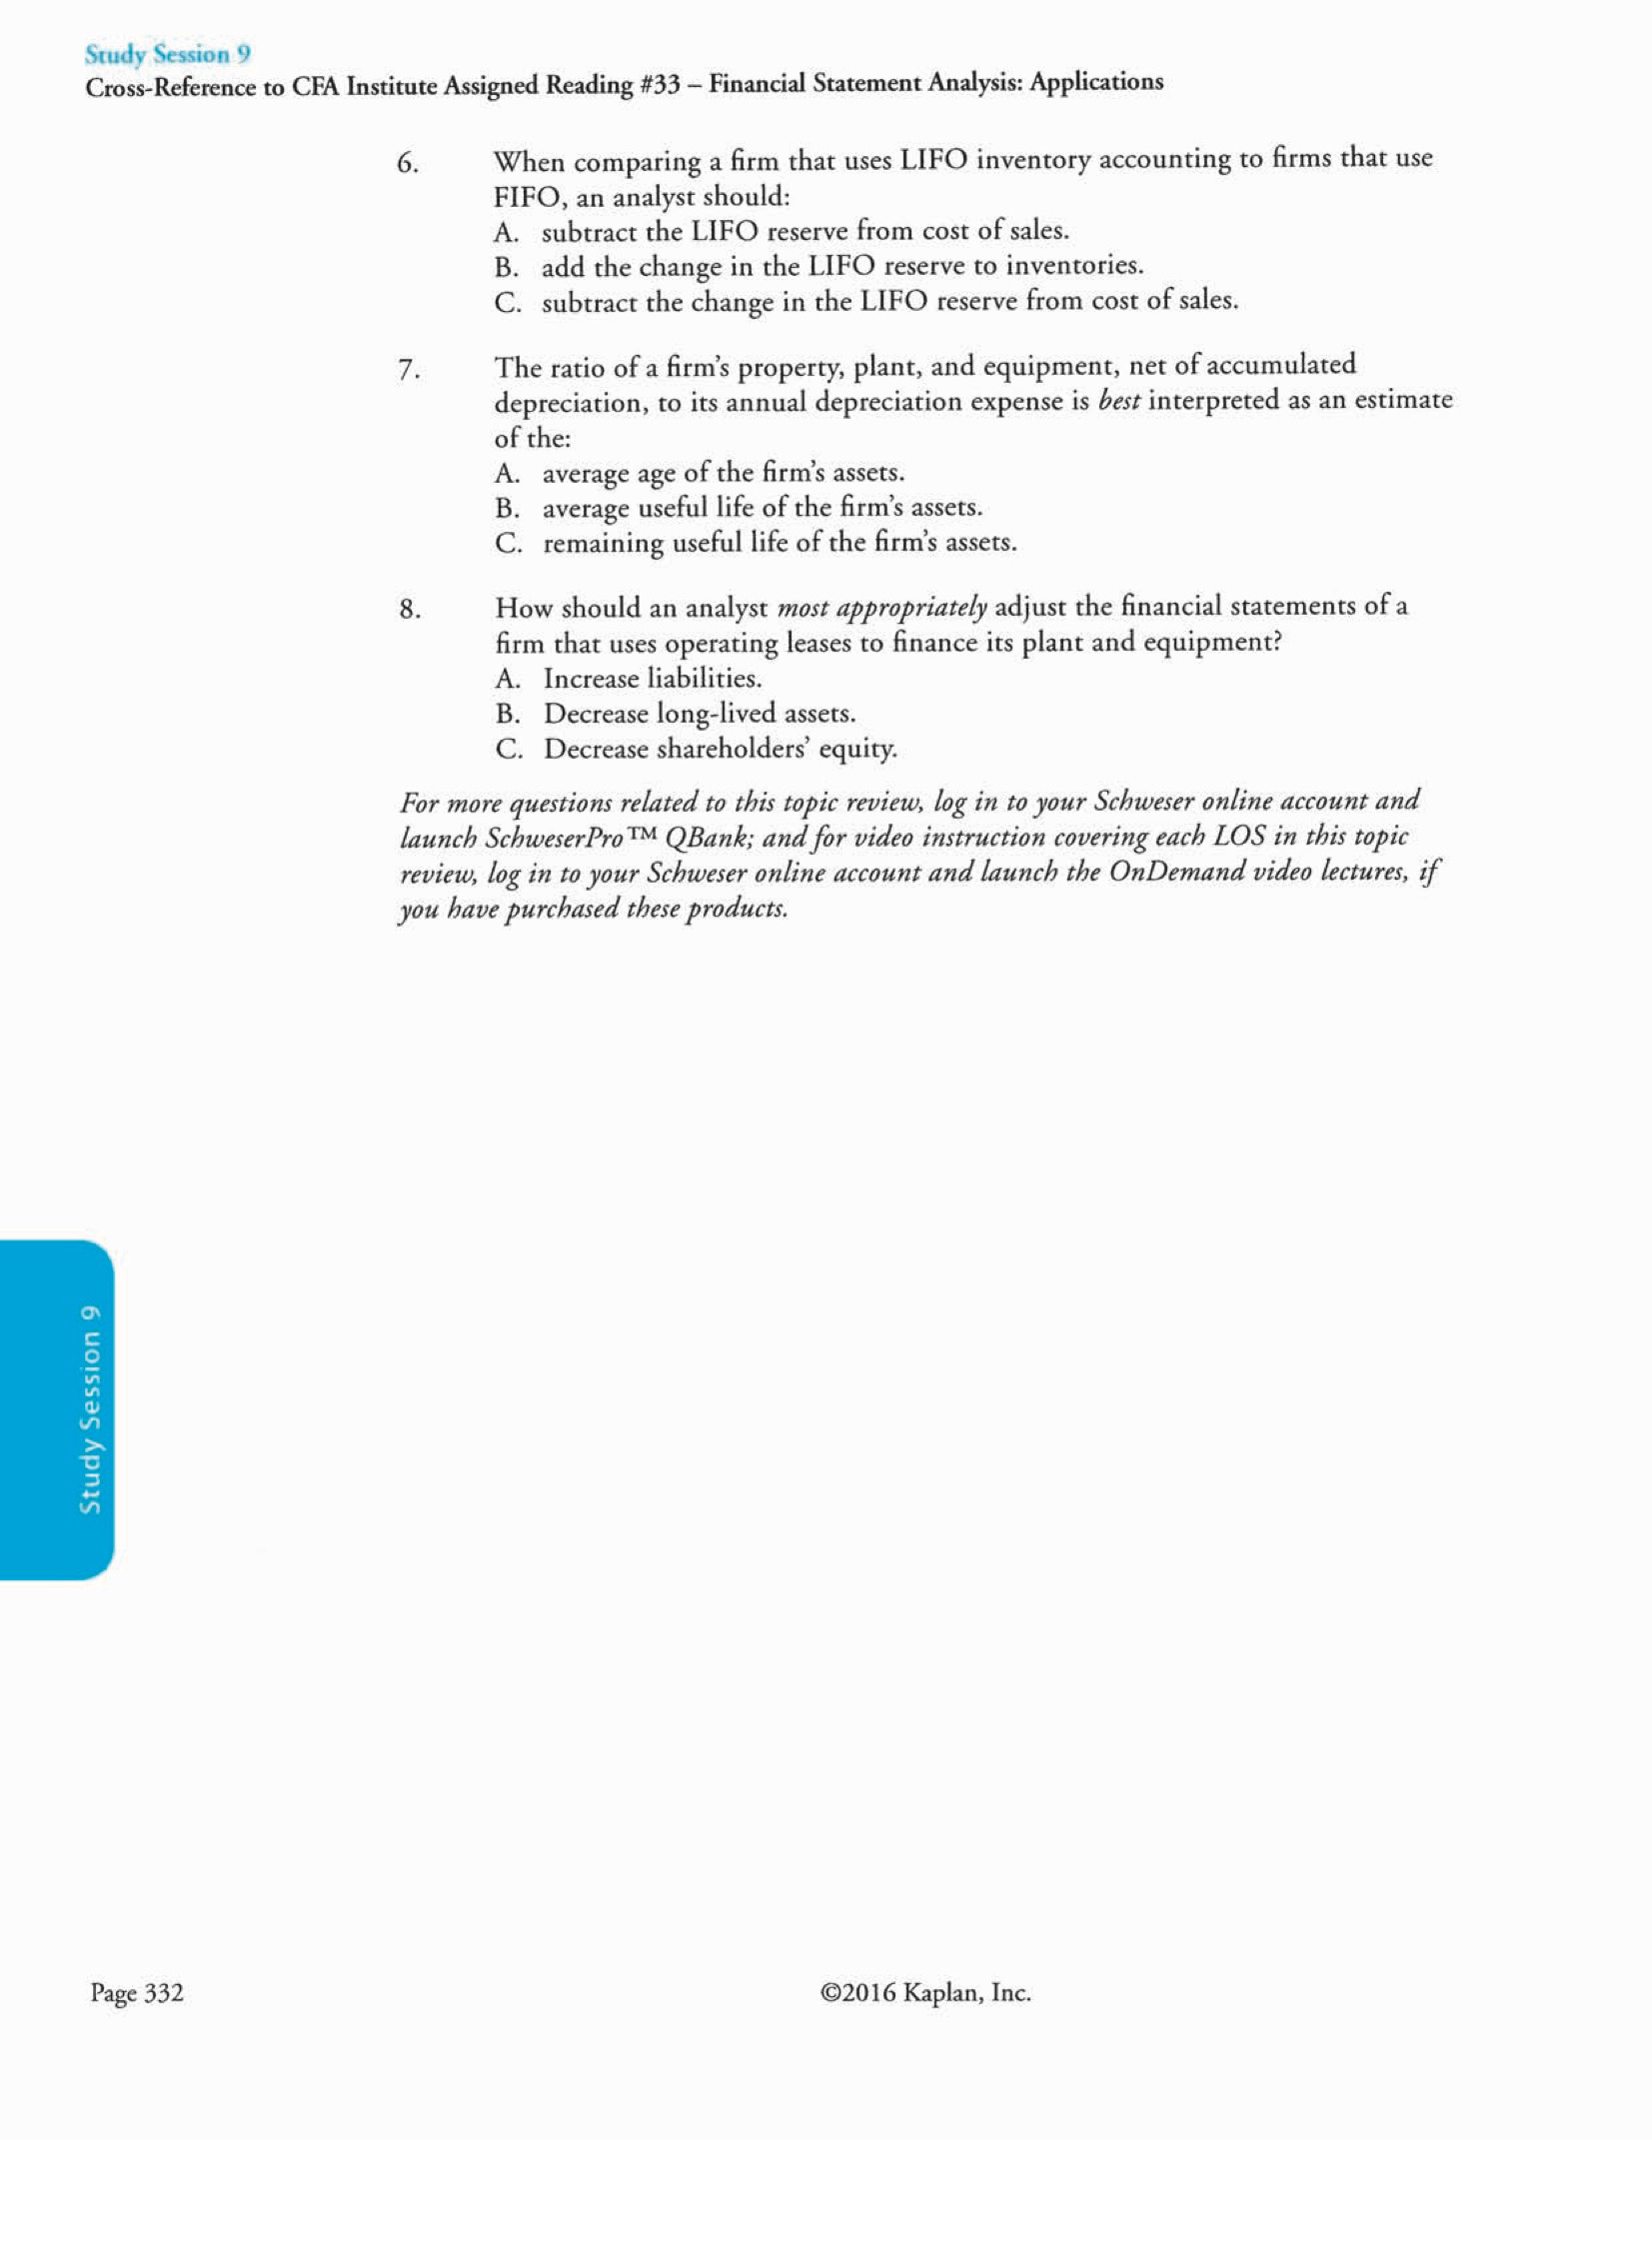 Study Session 9
Cross-Reference to CFA Institute Assigned Reading #33 – Financial Statement Analysis: Applications
6. When comparing a firm that uses LIFO inventory accounting to firms that use
FIFO, an analyst should:
A. subtract the LIFO reserve from cost of sales.
B. add the change in the LIFO reserve to inventories.
C. subtract the change in the LIFO reserve from cost of sales.
7. The ratio of a firm's property, plant, and equipment, net of accumulated
depreciation, to its annual depreciation expense is best interpreted as an estimate
of the:
A. average age of the firm's assets.
B. average useful life of the firm's assets.
C. remaining useful life of the firm's assets.
8. How should an analyst most appropriately adjust the financial statements of a
firm that uses operating leases to finance its plant and equipment?
A. Increase liabilities.
B. Decrease long-lived assets.
C. Decrease shareholders' equity.
For more questions related to this topic review, log in to your Schweser online account and
launch SchweserPro™ QBank; and for video instruction covering each LOS in this topic
review, log in to your Schweser online account and launch the OnDemand video lectures, if
you have purchased these products.
Study Session 9
Page 332
©2016 Kaplan, Inc.